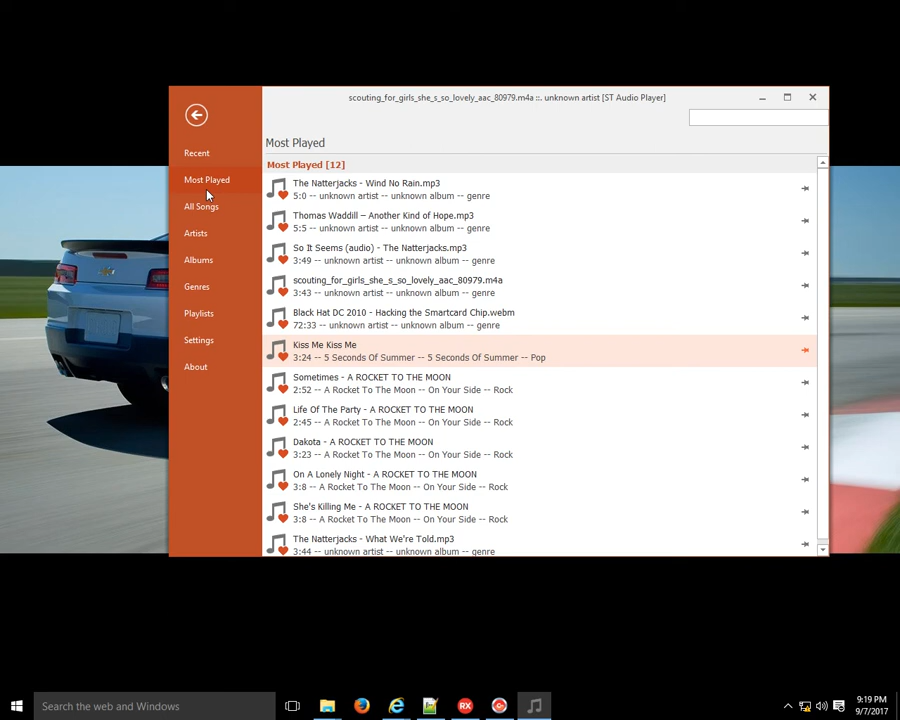 scouting_for_girls_she_s_so_lovely_aac_80979.m4a ::. unknown artist [ST Audio Player]
Recent
Most Played
All Songs
Artists
Albums
Genres
Playlists
Settings
About
Most Played
Most Played [12]
The Natterjacks - Wind No Rain.mp3
5:0 -- unknown artist -- unknown album -- genre
Thomas Waddill – Another Kind of Hope.mp3
5:5 -- unknown artist -- unknown album -- genre
So It Seems (audio) - The Natterjacks.mp3
3:49 -- unknown artist -- unknown album -- genre
scouting_for_girls_she_s_so_lovely_aac_80979.m4a
3:43 -- unknown artist -- unknown album -- genre
Black Hat DC 2010 - Hacking the Smartcard Chip.webm
72:33 -- unknown artist -- unknown album -- genre
Kiss Me Kiss Me
3:24 -- 5 Seconds Of Summer -- 5 Seconds Of Summer -- Pop
Sometimes - A ROCKET TO THE MOON
2:52 -- A Rocket To The Moon -- On Your Side -- Rock
Life Of The Party - A ROCKET TO THE MOON
2:45 -- A Rocket To The Moon -- On Your Side -- Rock
Dakota - A ROCKET TO THE MOON
3:23 -- A Rocket To The Moon -- On Your Side -- Rock
On A Lonely Night - A ROCKET TO THE MOON
3:8 -- A Rocket To The Moon -- On Your Side -- Rock
She's Killing Me - A ROCKET TO THE MOON
3:8 -- A Rocket To The Moon -- On Your Side -- Rock
The Natterjacks - What We're Told.mp3
3:44 -- unknown artist -- unknown album -- genre
Search the web and Windows
RX
9:19 PM
9/7/2017